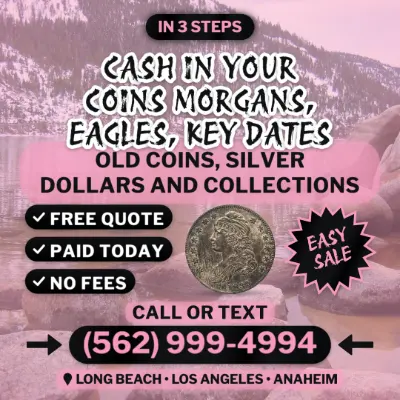 IN 3 STEPS
CASH IN YOUR
COINS MORGANS,
EAGLES, KEY DATES
OLD COINS, SILVER
DOLLARS AND COLLECTIONS
FREE QUOTE
PAID TODAY
NO FEES
EASY
SALE
CALL OR TEXT
(562) 999-4994
LONG BEACH • LOS ANGELES • ANAHEIM